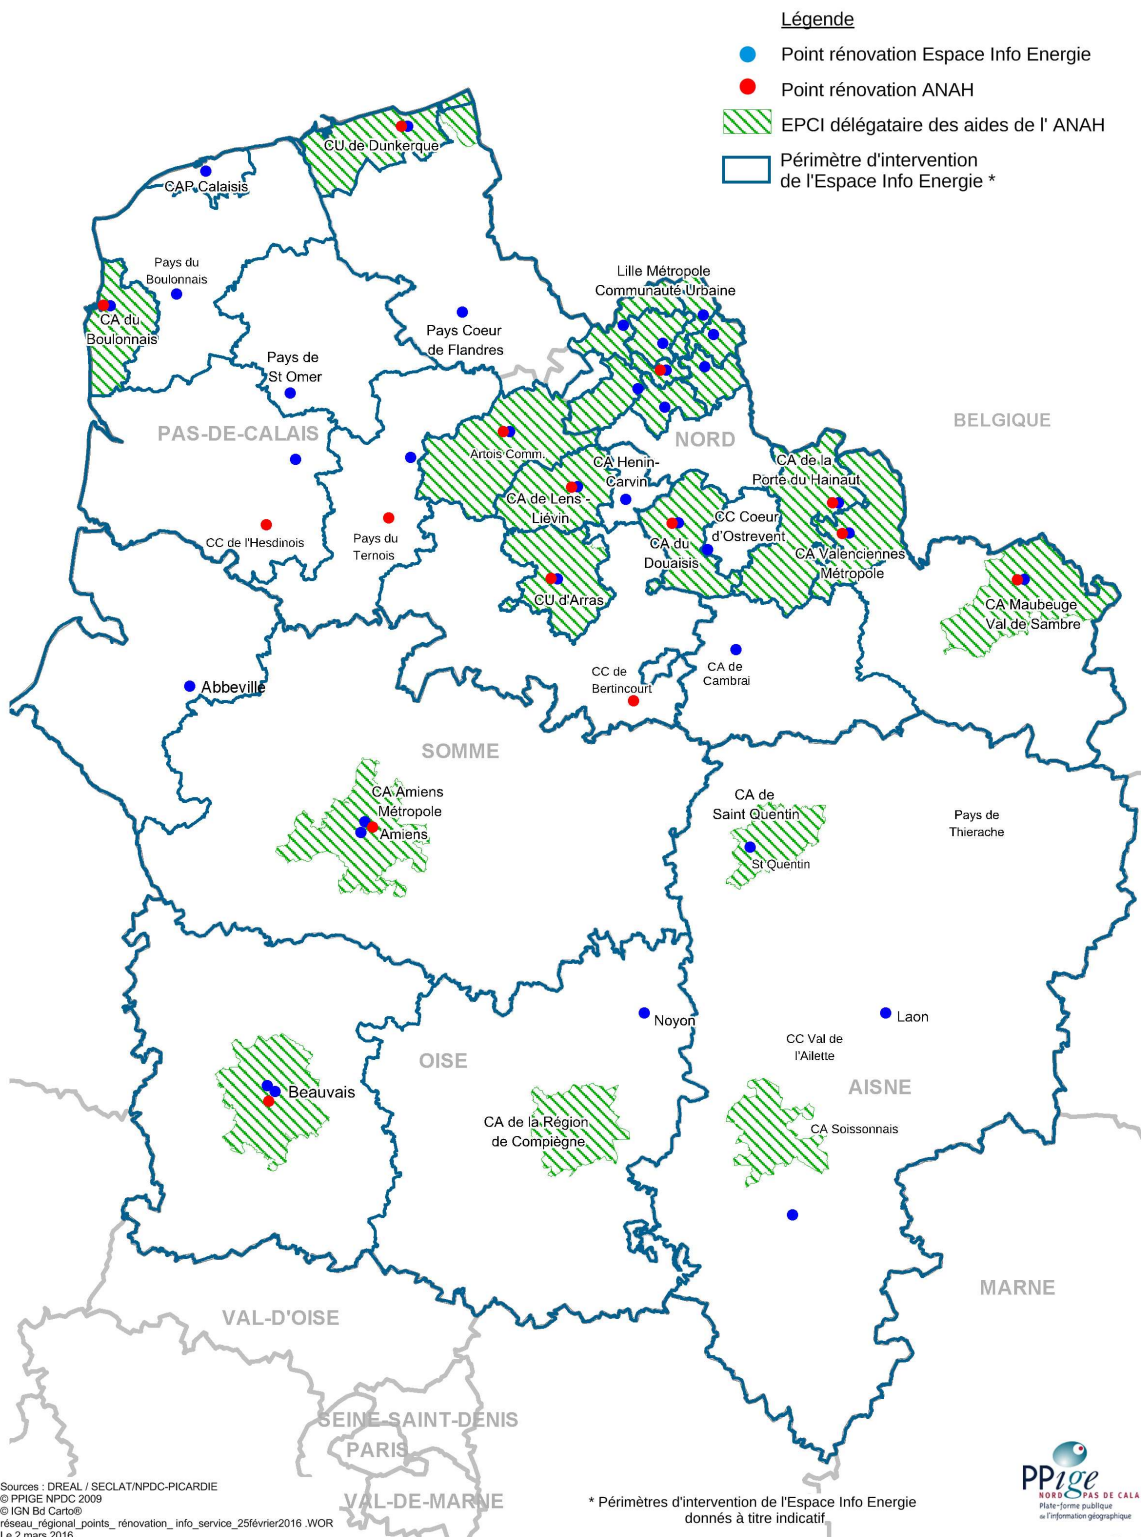 Légende
Point rénovation Espace Info Energie
Point rénovation ANAH
EPCI délégataire des aides de l' ANAH
Périmètre d'intervention
de l'Espace Info Energie *
CU de Dunkerque
CAP Calaisis
Pays du
Boulonnais
CA du
Boulonnais
Lille Métropole
Communauté Urbaine
Pays Coeur
de Flandres
Pays de
St Omer
PAS-DE-CALAIS
NORD
BELGIQUE
Artois Comm.
CA Henin-
Carvin
CA de la
Porte du Hainaut
CA de Lens -
Liévin
CC Coeur
d'Ostrevent
CC de l'Hesdinois
Pays du
Ternois
CA du
Douaisis
CA Valenciennes
Métropole
CU d'Arras
CA Maubeuge
Val de Sambre
CC de
Bertincourt
CA de
Cambrai
Abbeville
SOMME
CA Amiens
Métropole
Amiens
CA de
Saint Quentin
St Quentin
Pays de
Thierache
Noyon
Laon
CC Val de
l'Ailette
OISE
AISNE
Beauvais
CA de la Région
de Compiègne
CA Soissonnais
MARNE
VAL-D'OISE
SEINE-SAINT-DENIS
PARIS
VAL-DE-MARNE
* Périmètres d'intervention de l'Espace Info Energie
donnés à titre indicatif
Sources : DREAL / SECLAT/NPDC-PICARDIE
© PPIGE NPDC 2009
© IGN Bd Carto®
réseau_régional_points_ rénovation_ info_service_25février2016 .WOR
Le 2 mars 2016
PPige
NORD PAS DE CALA
Plate-forme publique
de l'information géographique